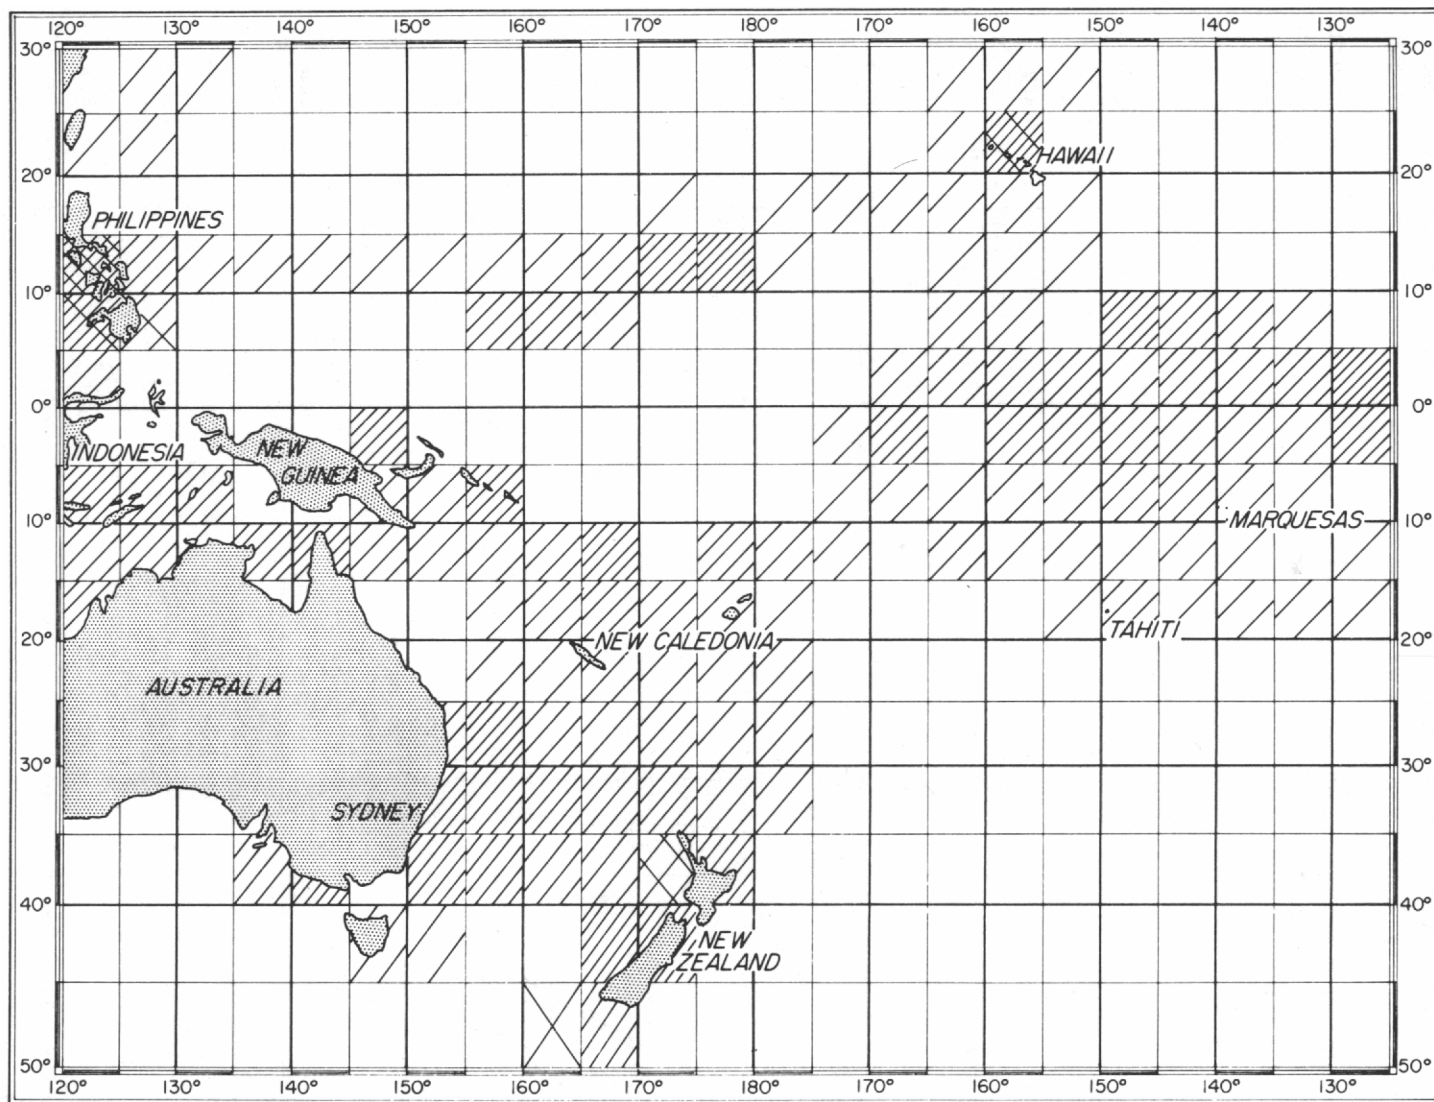 120° 130° 140° 150° 160° 170° 180° 170° 160° 150° 140° 130°
30° 30°
HAWAII
20° 20°
PHILIPPINES
10° 10°
0° 0°
INDONESIA
NEW
GUINEA
10° MARQUESAS 10°
20° NEW CALEDONIA TAHITI 20°
AUSTRALIA
30° 30°
SYDNEY
40° 40°
NEW
ZEALAND
50° 50°
120° 130° 140° 150° 160° 170° 180° 170° 160° 150° 140° 130°